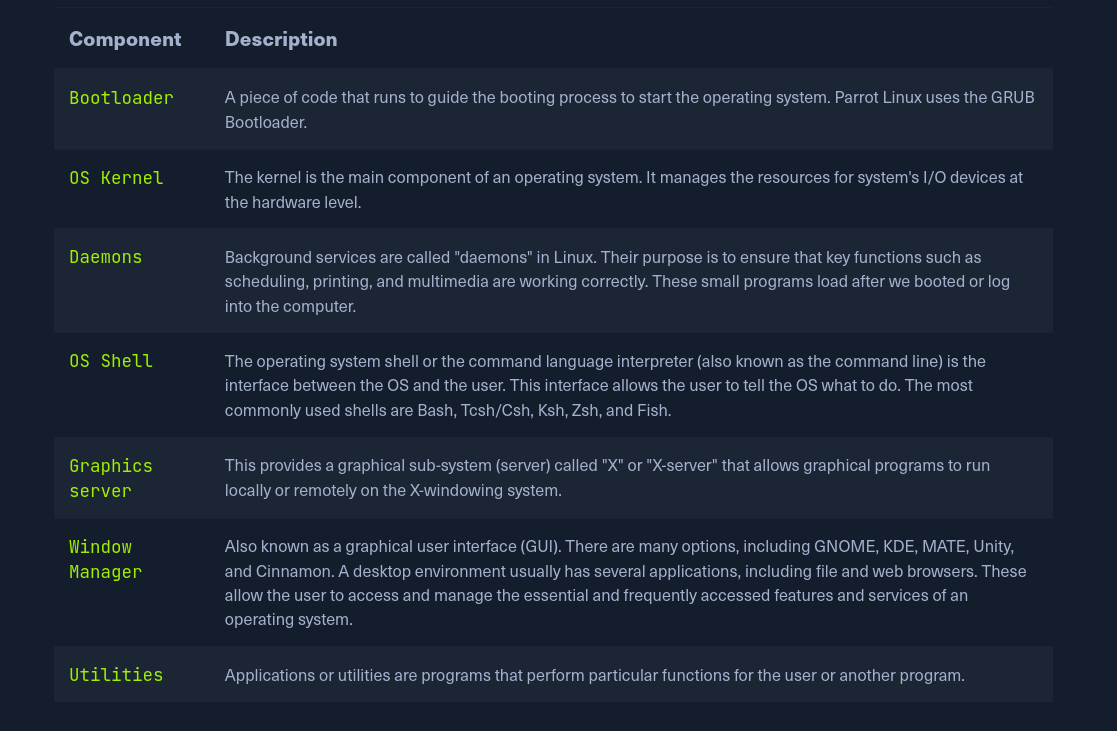 Component Description
Bootloader A piece of code that runs to guide the booting process to start the operating system. Parrot Linux uses the GRUB
Bootloader.
OS Kernel The kernel is the main component of an operating system. It manages the resources for system's I/O devices at
the hardware level.
Daemons Background services are called "daemons" in Linux. Their purpose is to ensure that key functions such as
scheduling, printing, and multimedia are working correctly. These small programs load after we booted or log
into the computer.
OS Shell The operating system shell or the command language interpreter (also known as the command line) is the
interface between the OS and the user. This interface allows the user to tell the OS what to do. The most
commonly used shells are Bash, Tcsh/Csh, Ksh, Zsh, and Fish.
Graphics This provides a graphical sub-system (server) called "X" or "X-server" that allows graphical programs to run
server locally or remotely on the X-windowing system.
Window Also known as a graphical user interface (GUI). There are many options, including GNOME, KDE, MATE, Unity,
Manager and Cinnamon. A desktop environment usually has several applications, including file and web browsers. These
allow the user to access and manage the essential and frequently accessed features and services of an
operating system.
Utilities Applications or utilities are programs that perform particular functions for the user or another program.